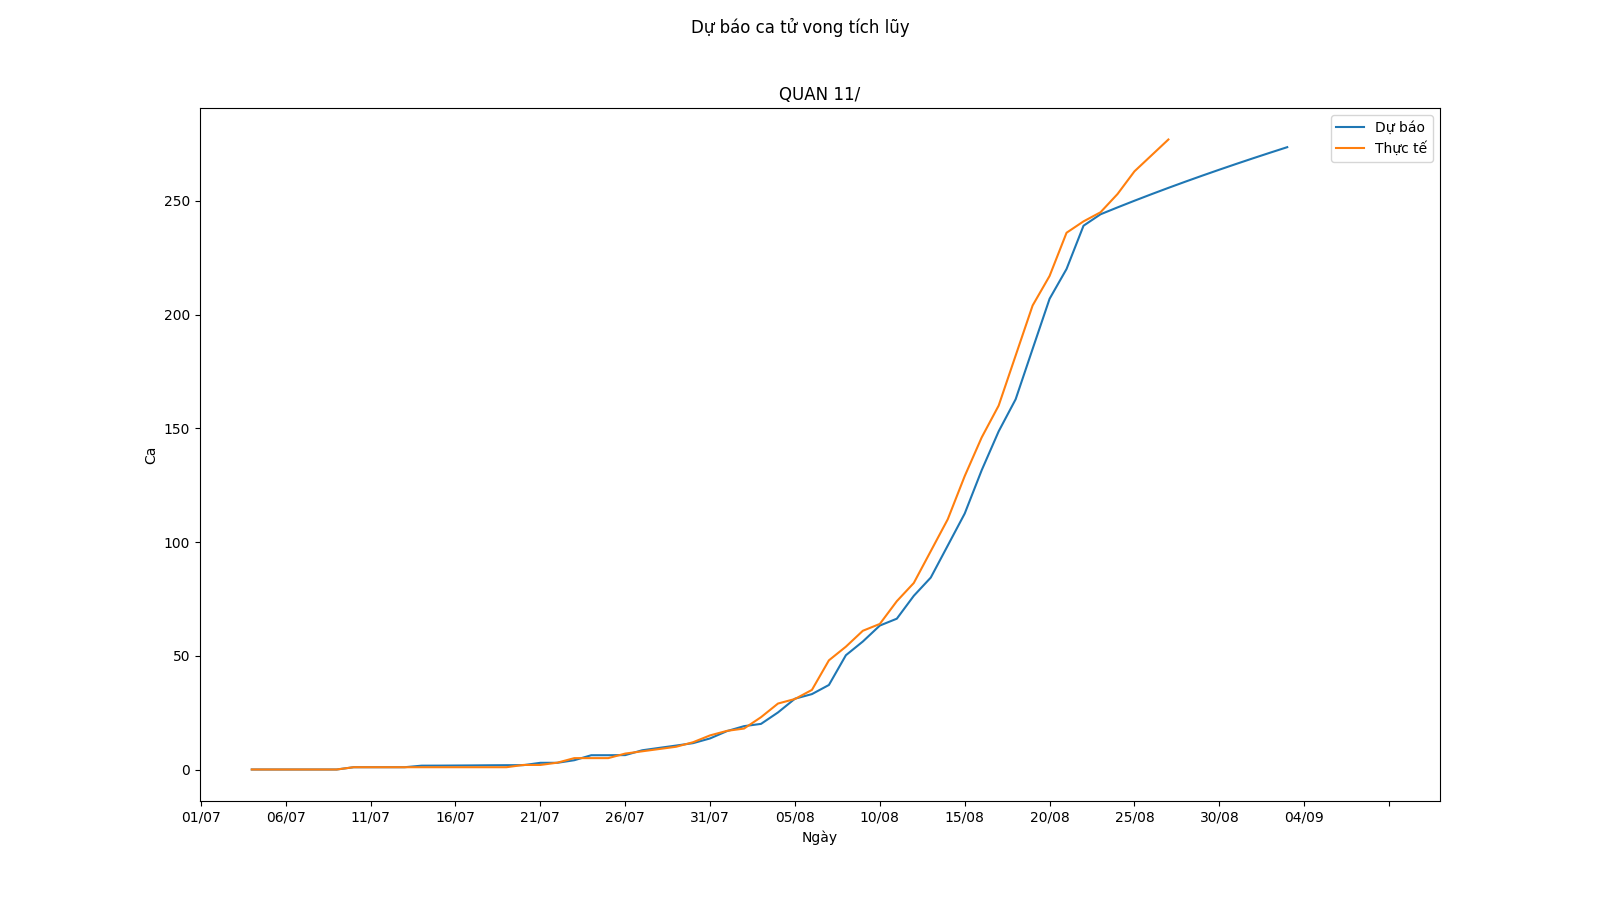 Dự báo ca tử vong tích lũy
QUAN 11/
Dự báo
Thực tế
Ca
250
200
150
100
50
0
01/07 06/07 11/07 16/07 21/07 26/07 31/07 05/08 10/08 15/08 20/08 25/08 30/08 04/09
Ngày